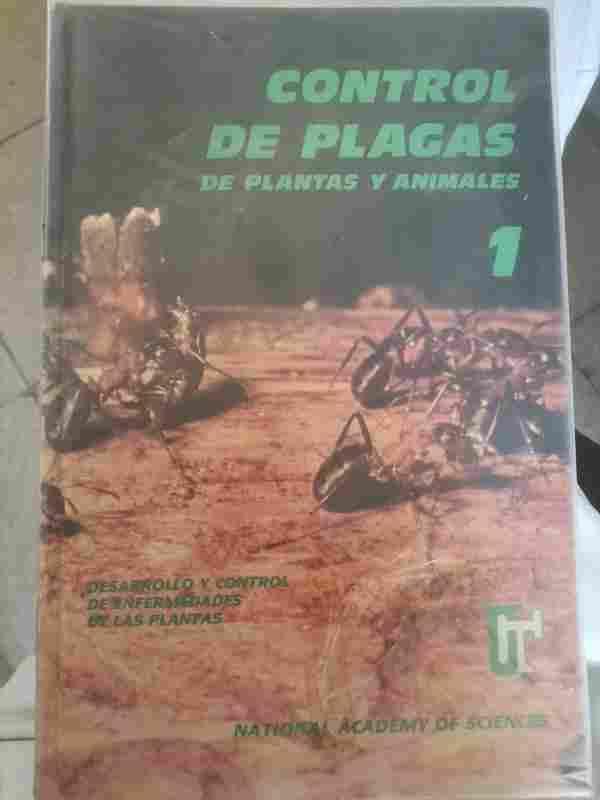 CONTROL
DE PLAGAS
DE PLANTAS Y ANIMALES
1
DESARROLLO Y CONTROL
DE ENFERMEDADES
DE LAS PLANTAS
NATIONAL ACADEMY OF SCIENCES